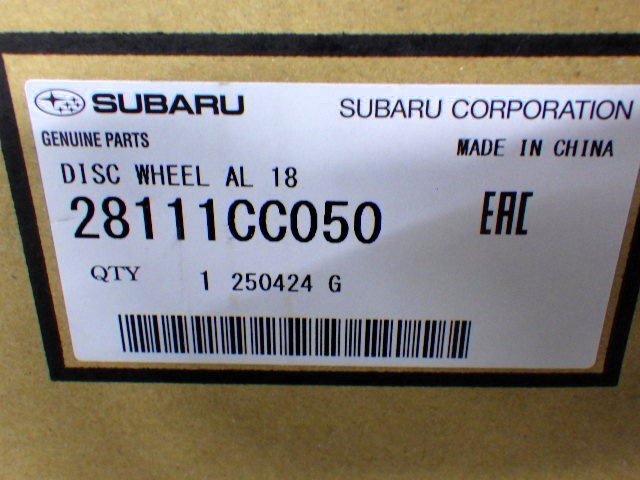 SUBARU
SUBARU CORPORATION
GENUINE PARTS
MADE IN CHINA
DISC WHEEL AL 18
28111CC050
EAC
QTY 1 250424 G